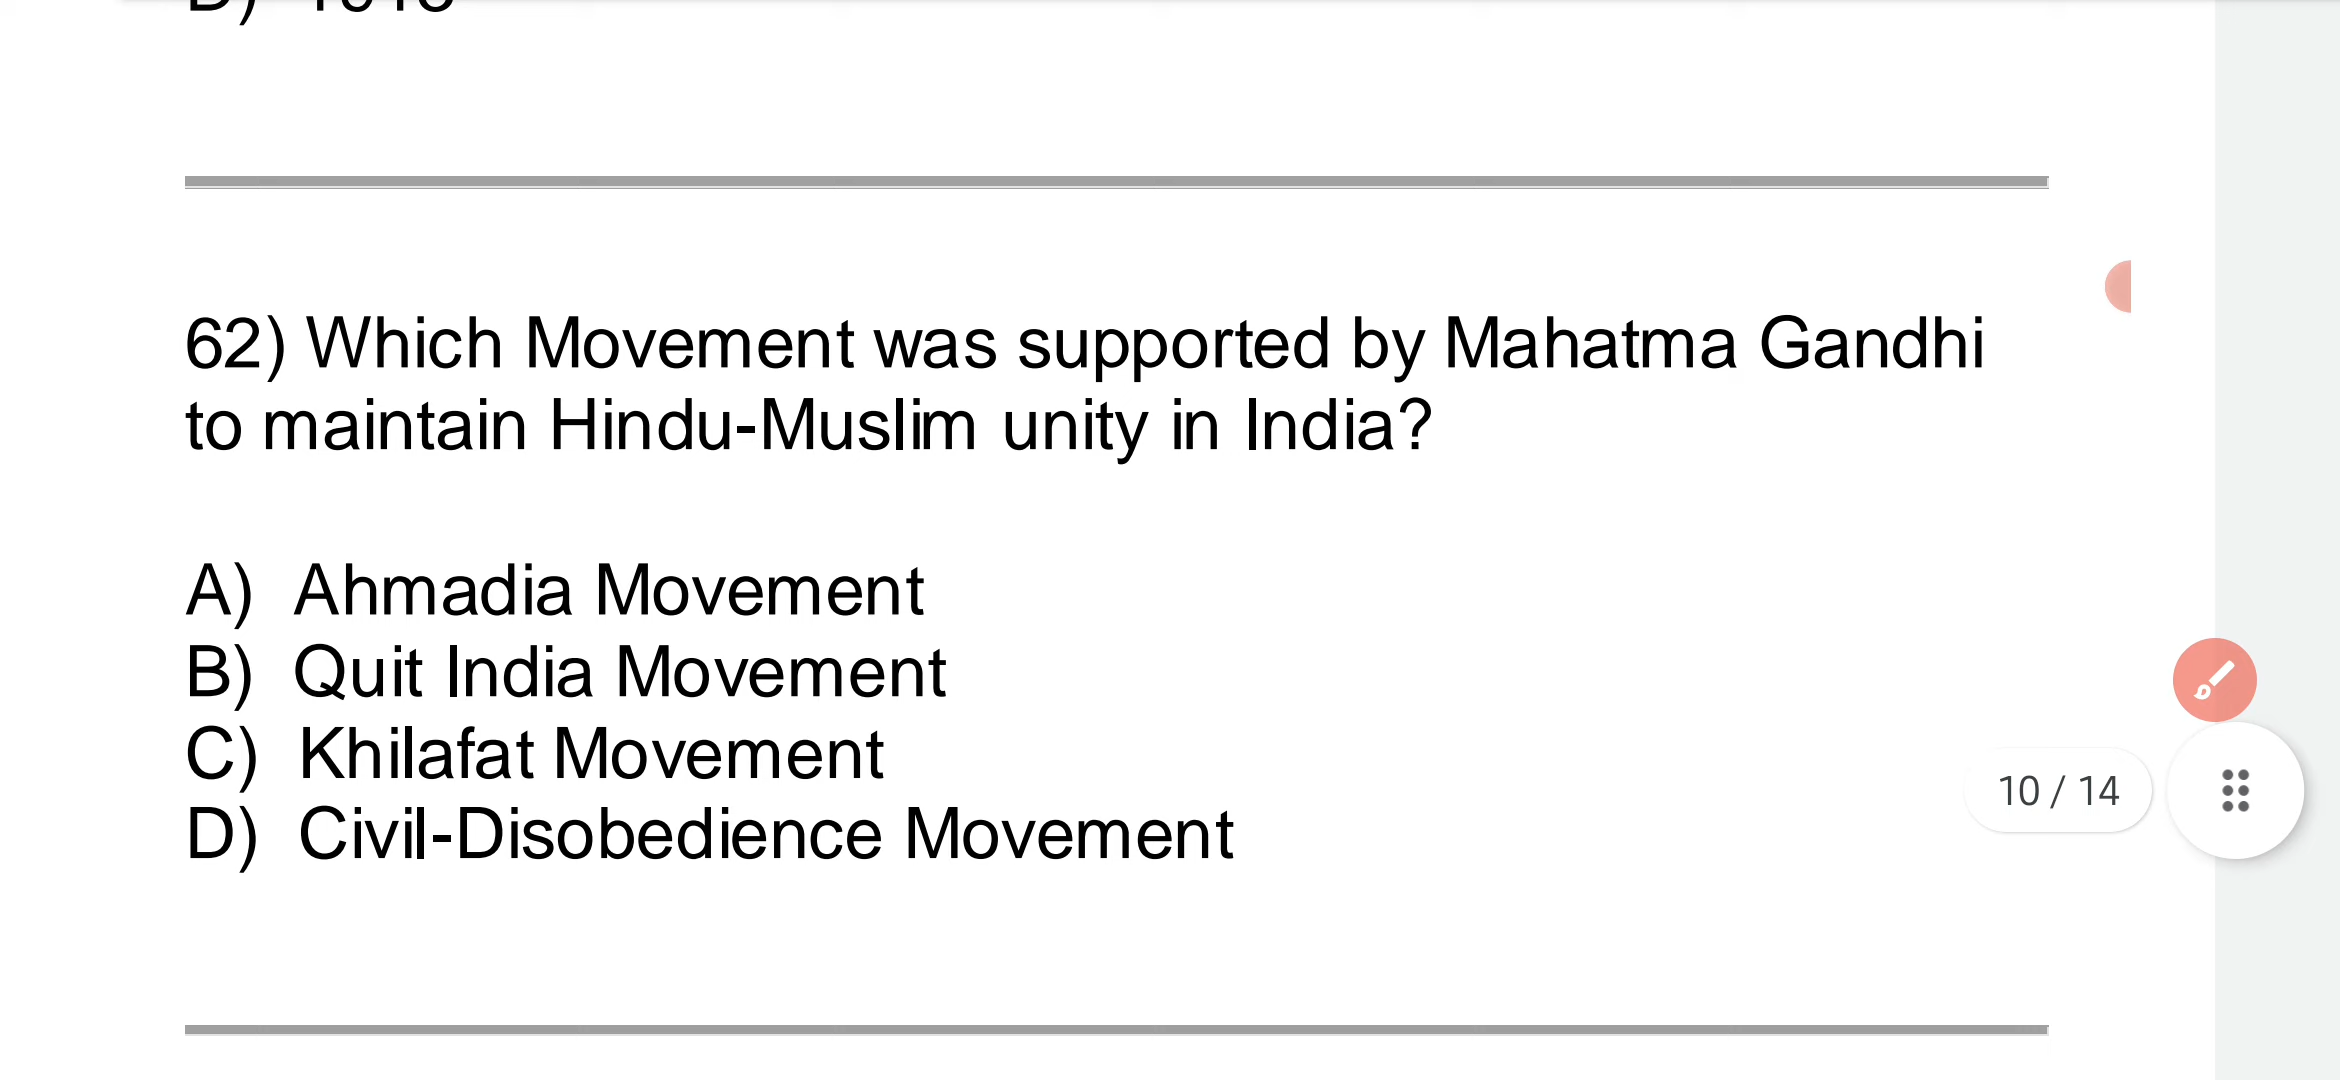 62) Which Movement was supported by Mahatma Gandhi
to maintain Hindu-Muslim unity in India?
A) Ahmadia Movement
B) Quit India Movement
C) Khilafat Movement
D) Civil-Disobedience Movement
10 / 14